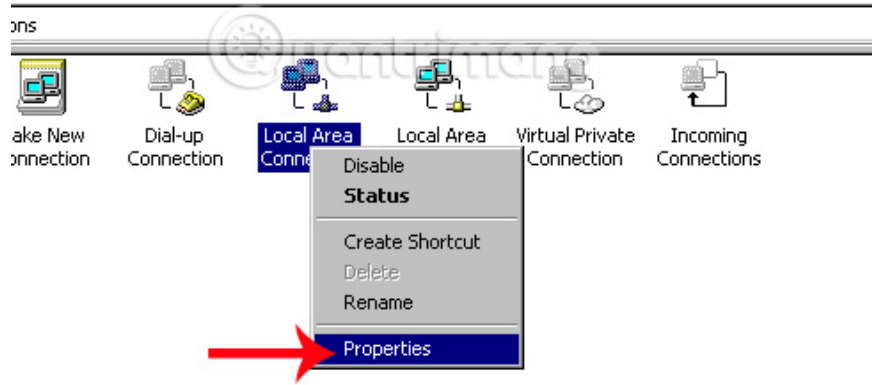 ons
Quantrimang
ake New
onnection
Dial-up
Connection
Local Area
Conne
Local Area
Virtual Private
Connection
Incoming
Connections
Disable
Status
Create Shortcut
Delete
Rename
Properties